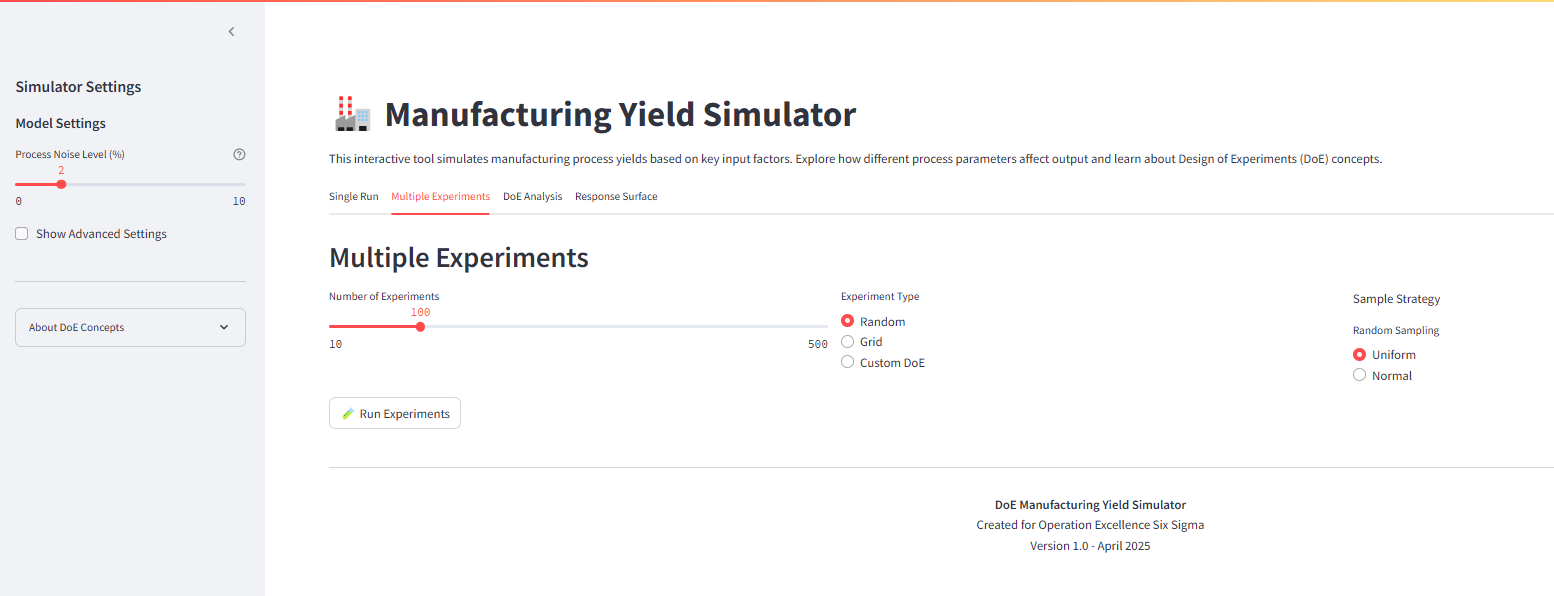 Simulator Settings
Model Settings
Process Noise Level (%)
2
0 10
Show Advanced Settings
About DoE Concepts
Manufacturing Yield Simulator
This interactive tool simulates manufacturing process yields based on key input factors. Explore how different process parameters affect output and learn about Design of Experiments (DoE) concepts.
Single Run Multiple Experiments DoE Analysis Response Surface
Multiple Experiments
Number of Experiments
100
10 500
Experiment Type
Random
Grid
Custom DoE
Sample Strategy
Random Sampling
Uniform
Normal
Run Experiments
DoE Manufacturing Yield Simulator
Created for Operation Excellence Six Sigma
Version 1.0 - April 2025